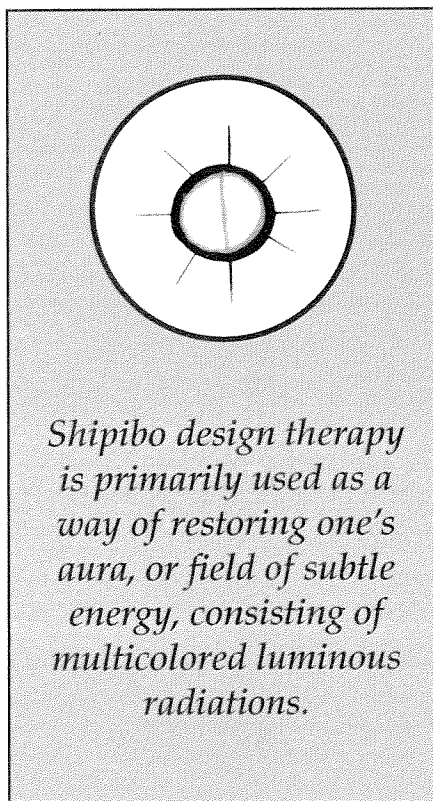 Shipibo design therapy
is primarily used as a
way of restoring one's
aura, or field of subtle
energy, consisting of
multicolored luminous
radiations.